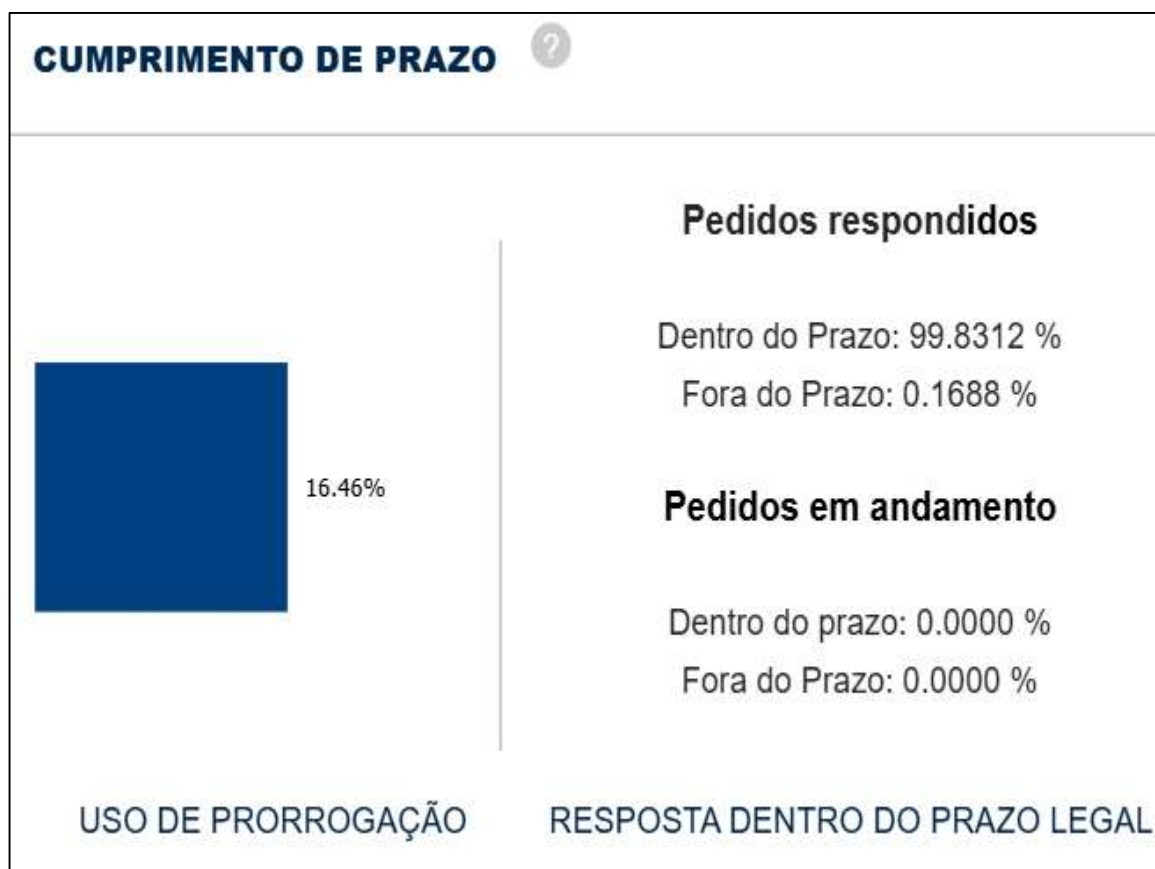 CUMPRIMENTO DE PRAZO ?
16.46%
USO DE PRORROGAÇÃO
Pedidos respondidos
Dentro do Prazo: 99.8312 %
Fora do Prazo: 0.1688 %
Pedidos em andamento
Dentro do prazo: 0.0000 %
Fora do Prazo: 0.0000 %
RESPOSTA DENTRO DO PRAZO LEGAL